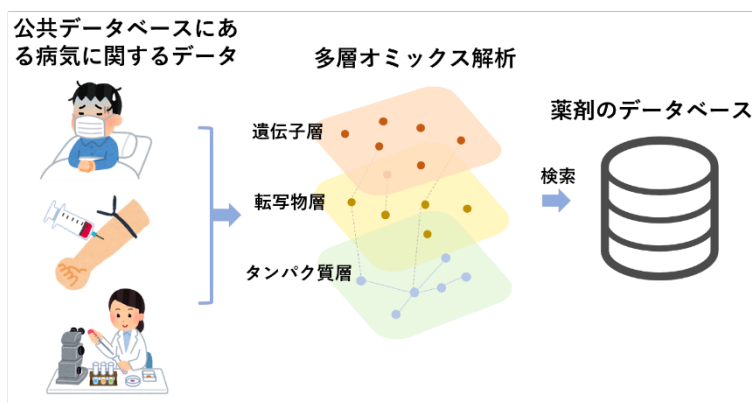 公共データベースにあ
る病気に関するデータ
多層オミックス解析
遺伝子層
転写物層
タンパク質層
検索
薬剤のデータベース